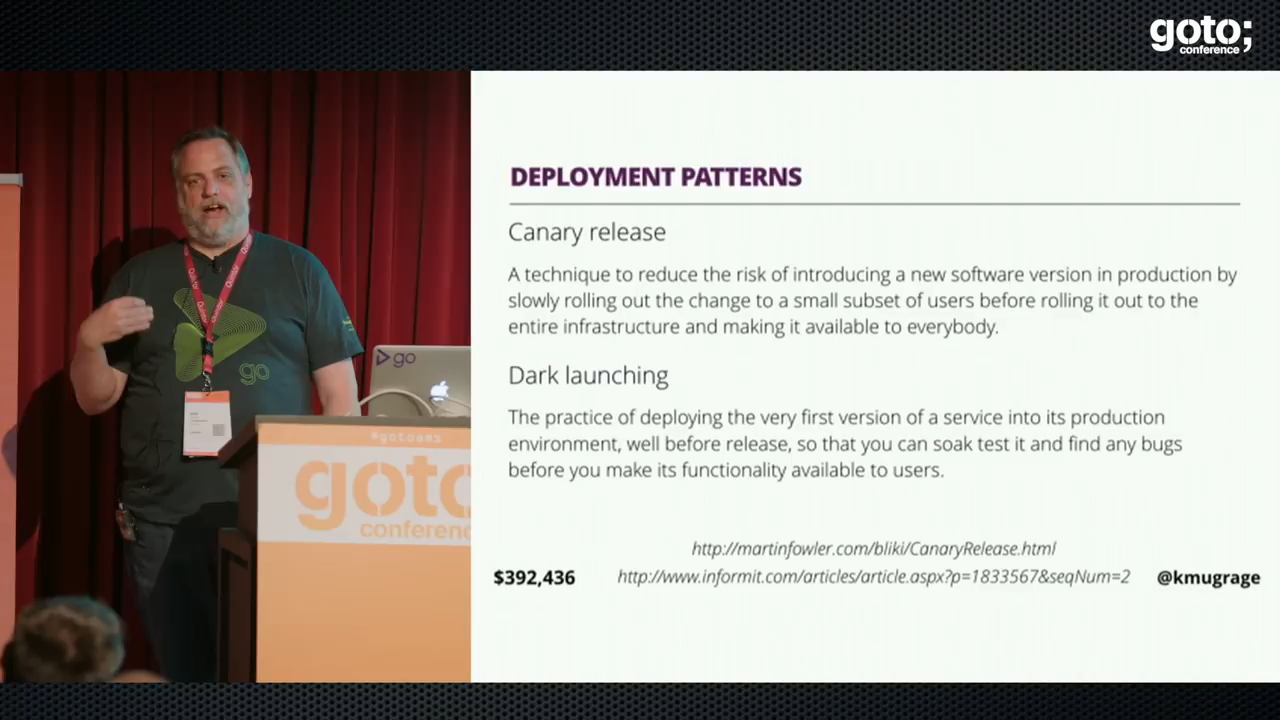 goto;
conference
DEPLOYMENT PATTERNS
Canary release
A technique to reduce the risk of introducing a new software version in production by
slowly rolling out the change to a small subset of users before rolling it out to the
entire infrastructure and making it available to everybody.
Dark launching
The practice of deploying the very first version of a service into its production
environment, well before release, so that you can soak test it and find any bugs
before you make its functionality available to users.
http://martinfowler.com/bliki/CanaryRelease.html
$392,436
http://www.informit.com/articles/article.aspx?p=1833567&seqNum=2
@kmugrage
go
go
#gotoams
goto
conferenc